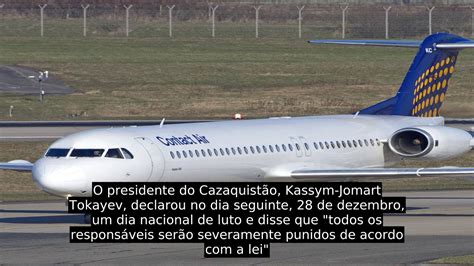 KC
Contact Air
O presidente do Cazaquistão, Kassym-Jomart
Tokayev, declarou no dia seguinte, 28 de dezembro,
um dia nacional de luto e disse que "todos os
responsáveis serão severamente punidos de acordo
com a lei"